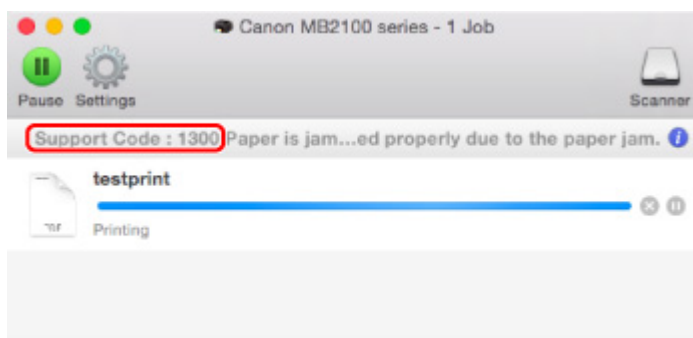 Canon MB2100 series - 1 Job
Pause Settings
Scanner
Support Code : 1300 Paper is jam...ed properly due to the paper jam.
testprint
Printing